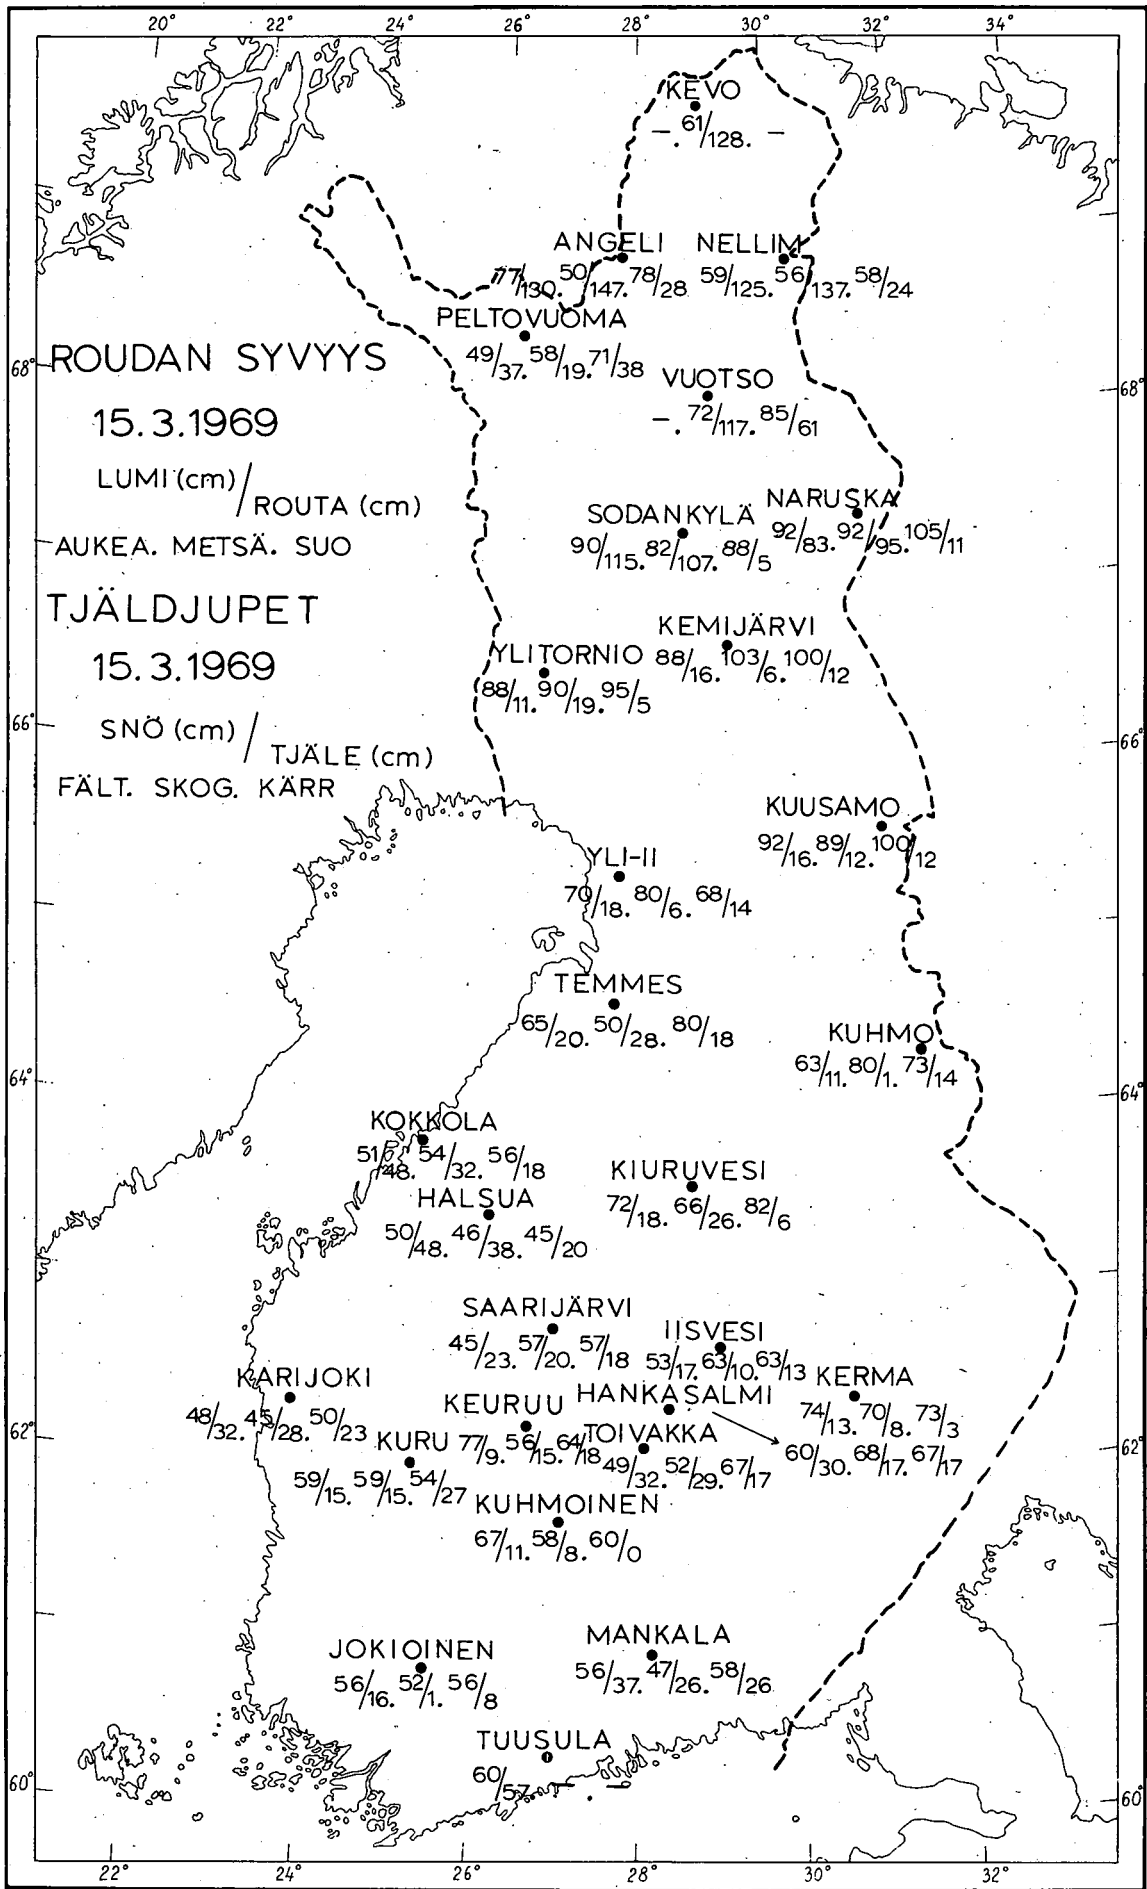 20° 22° 24° 26° 28° 30° 32° 34°
KEVO
–. 61/128. –
ANGELI
77/130. 50/147. 78/28
NELLIM
59/125. 56/137. 58/24
PELTOVUOMA
49/37. 58/19. 71/38
68°
ROUDAN SYVYYS
15.3.1969
LUMI (cm) / ROUTA (cm)
AUKEA. METSÄ. SUO
TJÄLDJUPET
15.3.1969
SNÖ (cm) / TJÄLE (cm)
FÄLT. SKOG. KÄRR
68°
VUOTSO
–. 72/117. 85/61
NARUSKA
92/83. 92/95. 105/11
SODANKYLÄ
90/115. 82/107. 88/5
KEMIJÄRVI
88/16. 103/6. 100/12
YLITORNIO
88/11. 90/19. 95/5
66°
66°
KUUSAMO
92/16. 89/12. 100/12
YLI-II
70/18. 80/6. 68/14
TEMMES
65/20. 50/28. 80/18
KUHMO
63/11. 80/1. 73/14
64°
64°
KOKKOLA
51/48. 54/32. 56/18
KIURUVESI
72/18. 66/26. 82/6
HALSUA
50/48. 46/38. 45/20
SAARIJÄRVI
45/23. 57/20. 57/18
IISVESI
53/17. 63/10. 63/13
KARIJOKI
48/32. 45/28. 50/23
KERMA
74/13. 70/8. 73/3
HANKASALMI
60/30. 68/17. 67/17
KEURUU
77/9. 56/15. 64/18
TOIVAKKA
49/32. 52/29. 67/17
62°
62°
KURU
59/15. 59/15. 54/27
KUHMOINEN
67/11. 58/8. 60/0
MANKALA
56/37. 47/26. 58/26
JOKIOINEN
56/16. 52/1. 56/8
TUUSULA
60/57. –. –
60°
60°
22° 24° 26° 28° 30° 32°